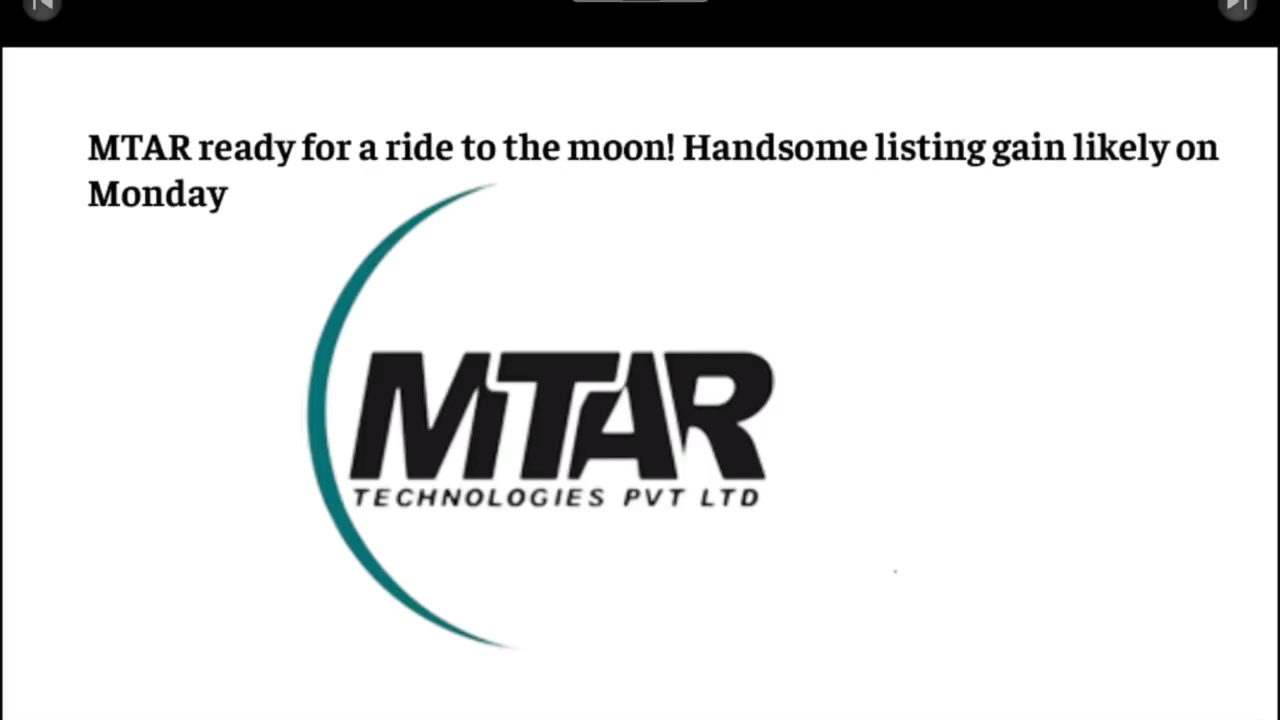 MTAR ready for a ride to the moon! Handsome listing gain likely on
Monday
MTAR
TECHNOLOGIES PVT LTD